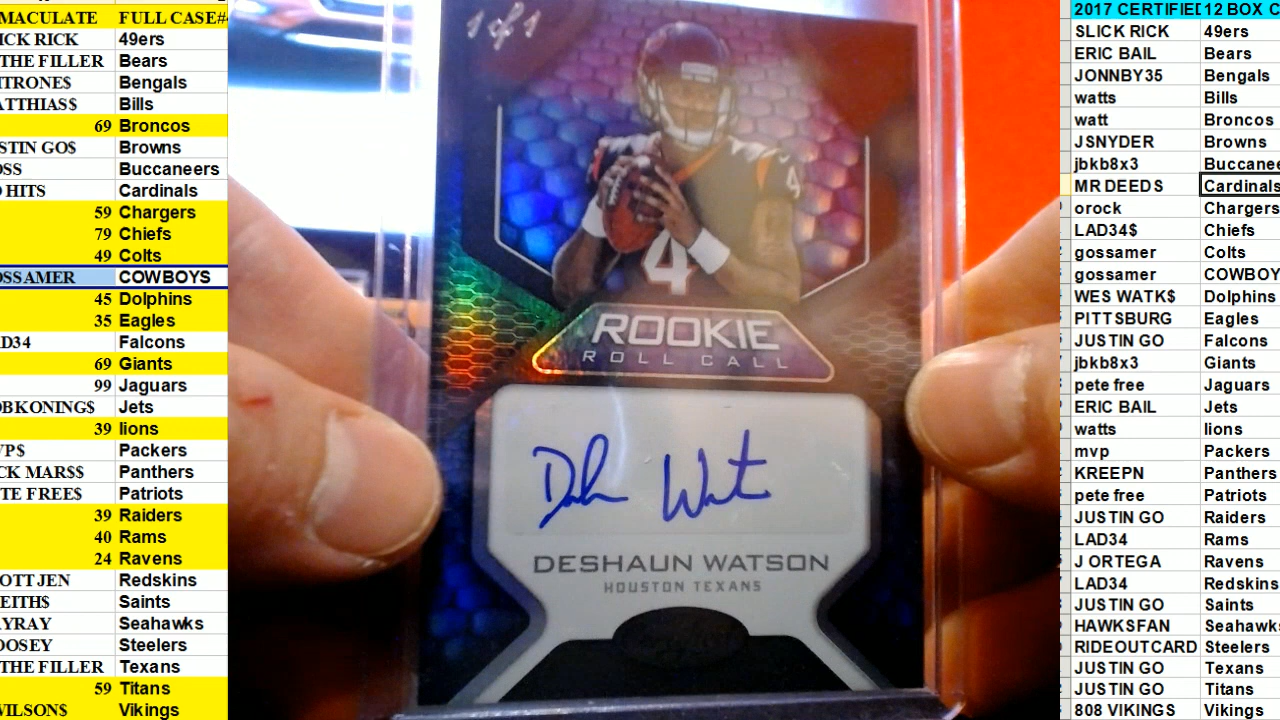 MACULATE FULL CASE#
ICK RICK 49ers
THE FILLER Bears
ITRONE$ Bengals
ATTHIAS$ Bills
69 Broncos
STIN GO$ Browns
OSS Buccaneers
O HITS Cardinals
59 Chargers
79 Chiefs
49 Colts
OSSAMER COWBOYS
45 Dolphins
35 Eagles
D34 Falcons
69 Giants
99 Jaguars
OBKONING$ Jets
39 lions
VP$ Packers
CK MAR$$ Panthers
TE FREE$ Patriots
39 Raiders
40 Rams
24 Ravens
OTT JEN Redskins
EITH$ Saints
AYRAY Seahawks
OOSEY Steelers
THE FILLER Texans
59 Titans
WILSON$ Vikings
1 of 1
4
4
ROOKIE
ROLL CALL
DESHAUN WATSON
HOUSTON TEXANS
2017 CERTIFIED 12 BOX C
SLICK RICK 49ers
ERIC BAIL Bears
JONNBY35 Bengals
watts Bills
watt Broncos
JSNYDER Browns
jbkb8x3 Buccanee
MR DEEDS Cardinals
orock Chargers
LAD34$ Chiefs
gossamer Colts
gossamer COWBOY
WES WATK$ Dolphins
PITTSBURG Eagles
JUSTIN GO Falcons
jbkb8x3 Giants
pete free Jaguars
ERIC BAIL Jets
watts lions
mvp Packers
KREEPN Panthers
pete free Patriots
JUSTIN GO Raiders
LAD34 Rams
J ORTEGA Ravens
LAD34 Redskins
JUSTIN GO Saints
HAWKSFAN Seahawk
RIDEOUTCARD Steelers
JUSTIN GO Texans
JUSTIN GO Titans
808 VIKINGS Vikings